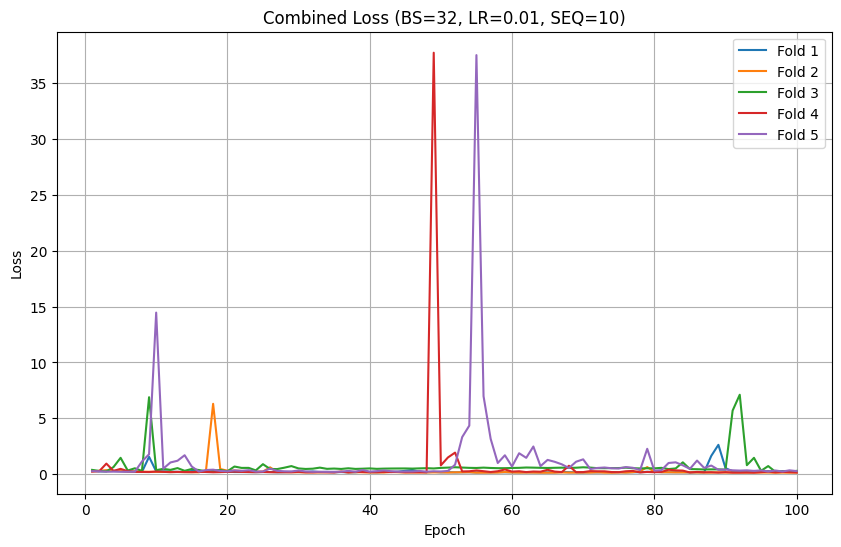 Combined Loss (BS=32, LR=0.01, SEQ=10)
Fold 1
Fold 2
Fold 3
Fold 4
Fold 5
Loss
35
30
25
20
15
10
5
0
0 20 40 60 80 100
Epoch